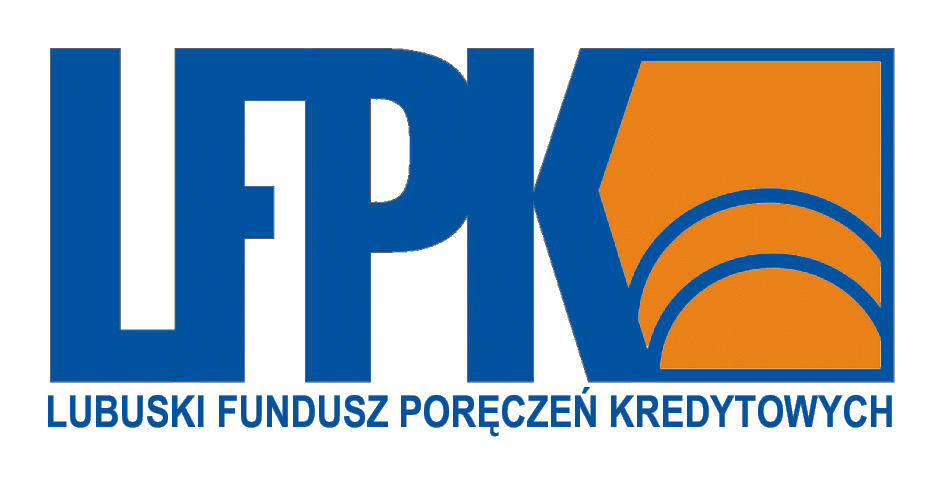 LFPK
LUBUSKI FUNDUSZ PORĘCZEŃ KREDYTOWYCH